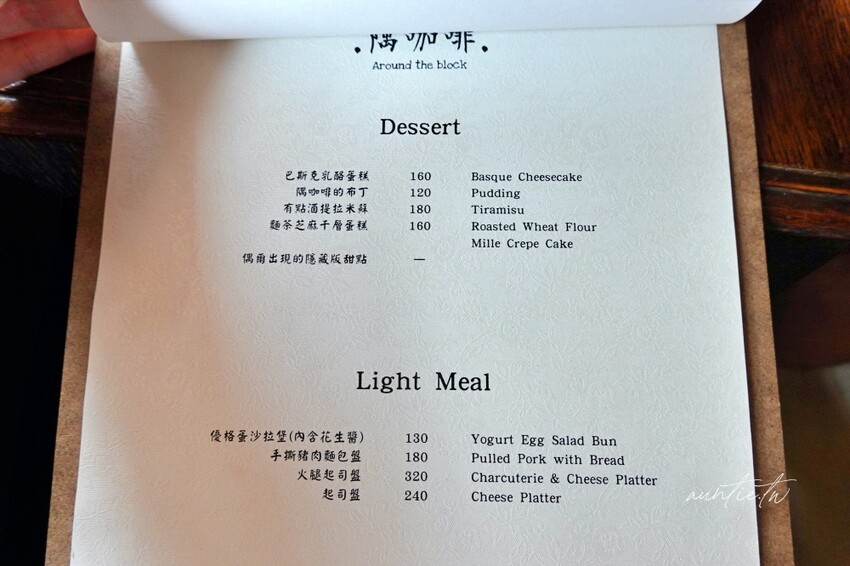 .隅咖啡.
Around the block
Dessert
巴斯克乳酪蛋糕 160 Basque Cheesecake
隅咖啡的布丁 120 Pudding
有點酒提拉米蘇 180 Tiramisu
麵茶芝麻千層蛋糕 160 Roasted Wheat Flour
Mille Crepe Cake
偶爾出現的隱藏版甜點 —
Light Meal
優格蛋沙拉堡(內含花生醬) 130 Yogurt Egg Salad Bun
手撕豬肉麵包盤 180 Pulled Pork with Bread
火腿起司盤 320 Charcuterie & Cheese Platter
起司盤 240 Cheese Platter
auntie.tw